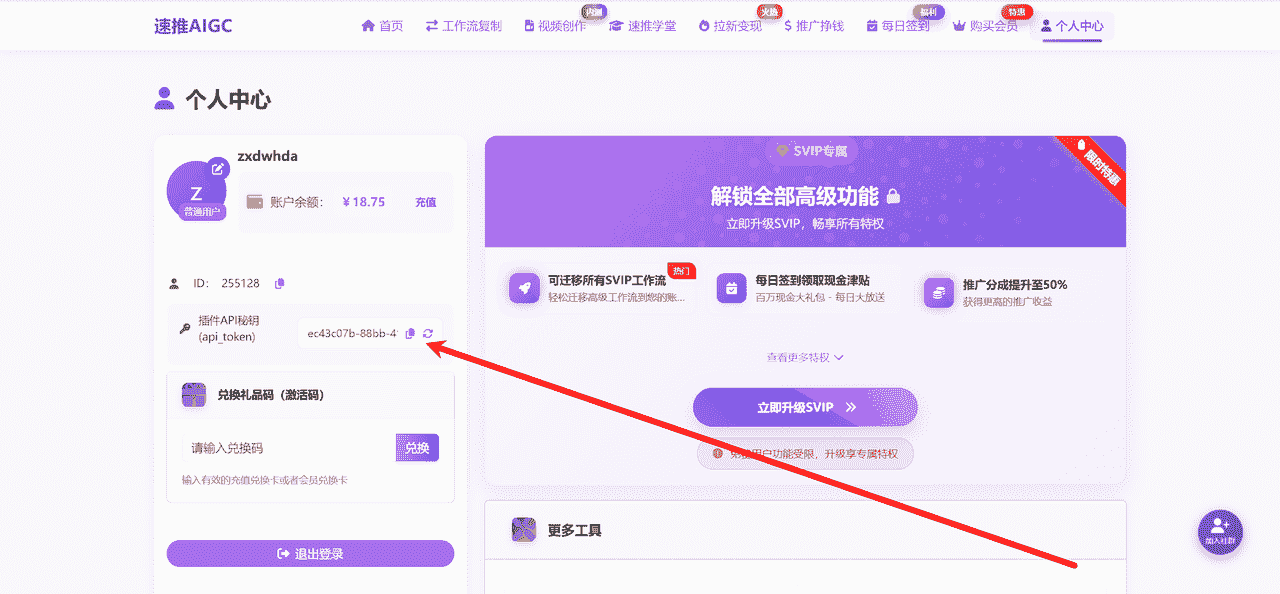 速推AIGC
首页
工作流复制
视频创作
内测
速推学堂
拉新变现
火热
$ 推广挣钱
每日签到
福利
购买会员
特惠
个人中心
个人中心
zxdwhda
Z
普通用户
账户余额: ¥18.75 充值
ID: 255128
插件API秘钥
(api_token)
ec43c07b-88bb-4
兑换礼品码（激活码）
请输入兑换码
兑换
输入有效的充值兑换卡或者会员兑换卡
退出登录
SVIP专属
限时特惠
解锁全部高级功能
立即升级SVIP，畅享所有特权
可迁移所有SVIP工作流
热门
轻松迁移高级工作流到您的账...
每日签到领取现金津贴
百万现金大礼包 - 每日大放送
推广分成提升至50%
获得更高的推广收益
查看更多特权
立即升级SVIP
用户功能受限，升级享专属特权
更多工具
加入社群